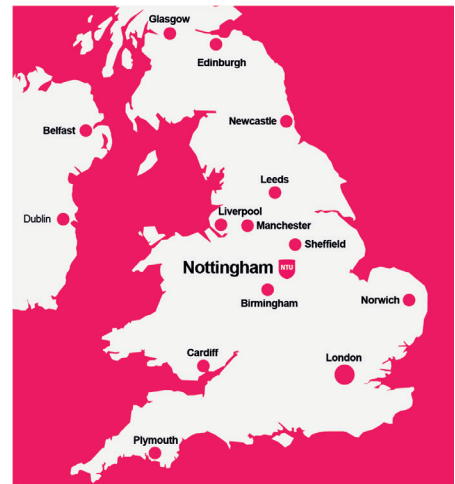 Glasgow
Edinburgh
Newcastle
Belfast
Leeds
Dublin
Liverpool
Manchester
Sheffield
Nottingham NTU
Birmingham
Norwich
Cardiff
London
Plymouth